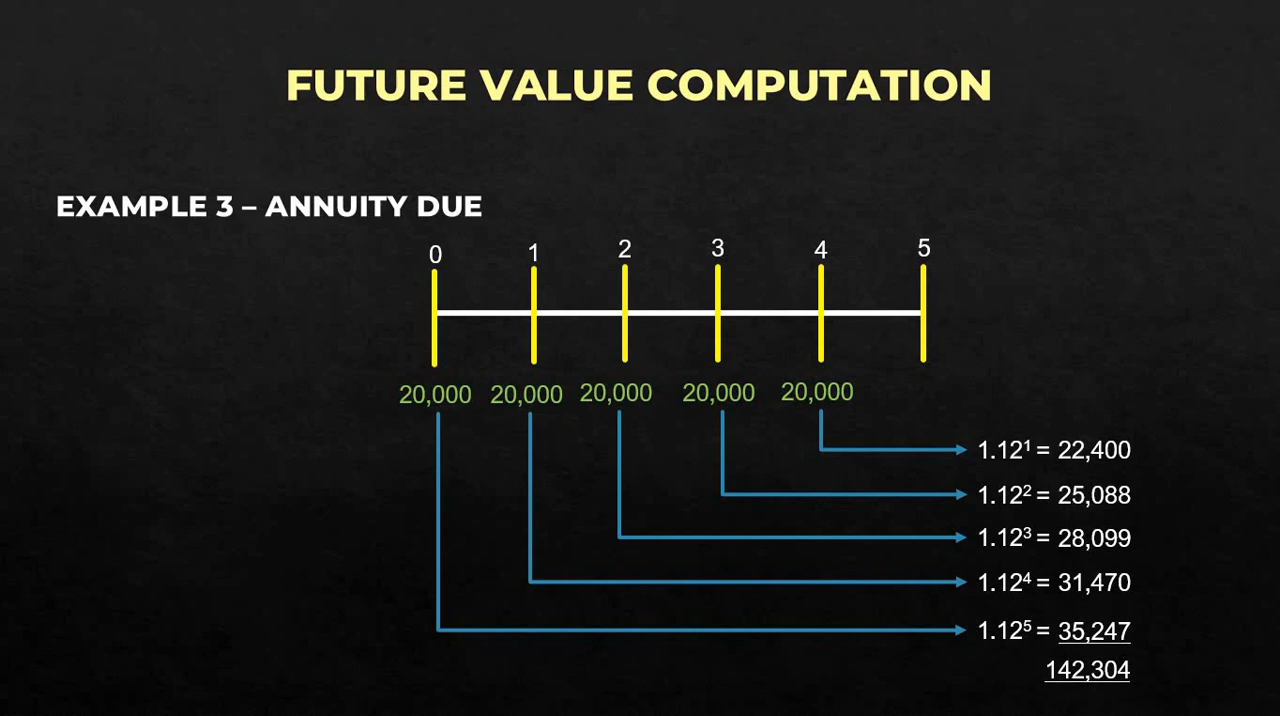 FUTURE VALUE COMPUTATION
EXAMPLE 3 – ANNUITY DUE
0 1 2 3 4 5
20,000 20,000 20,000 20,000 20,000
1.12¹ = 22,400
1.12² = 25,088
1.12³ = 28,099
1.12⁴ = 31,470
1.12⁵ = 35,247
142,304